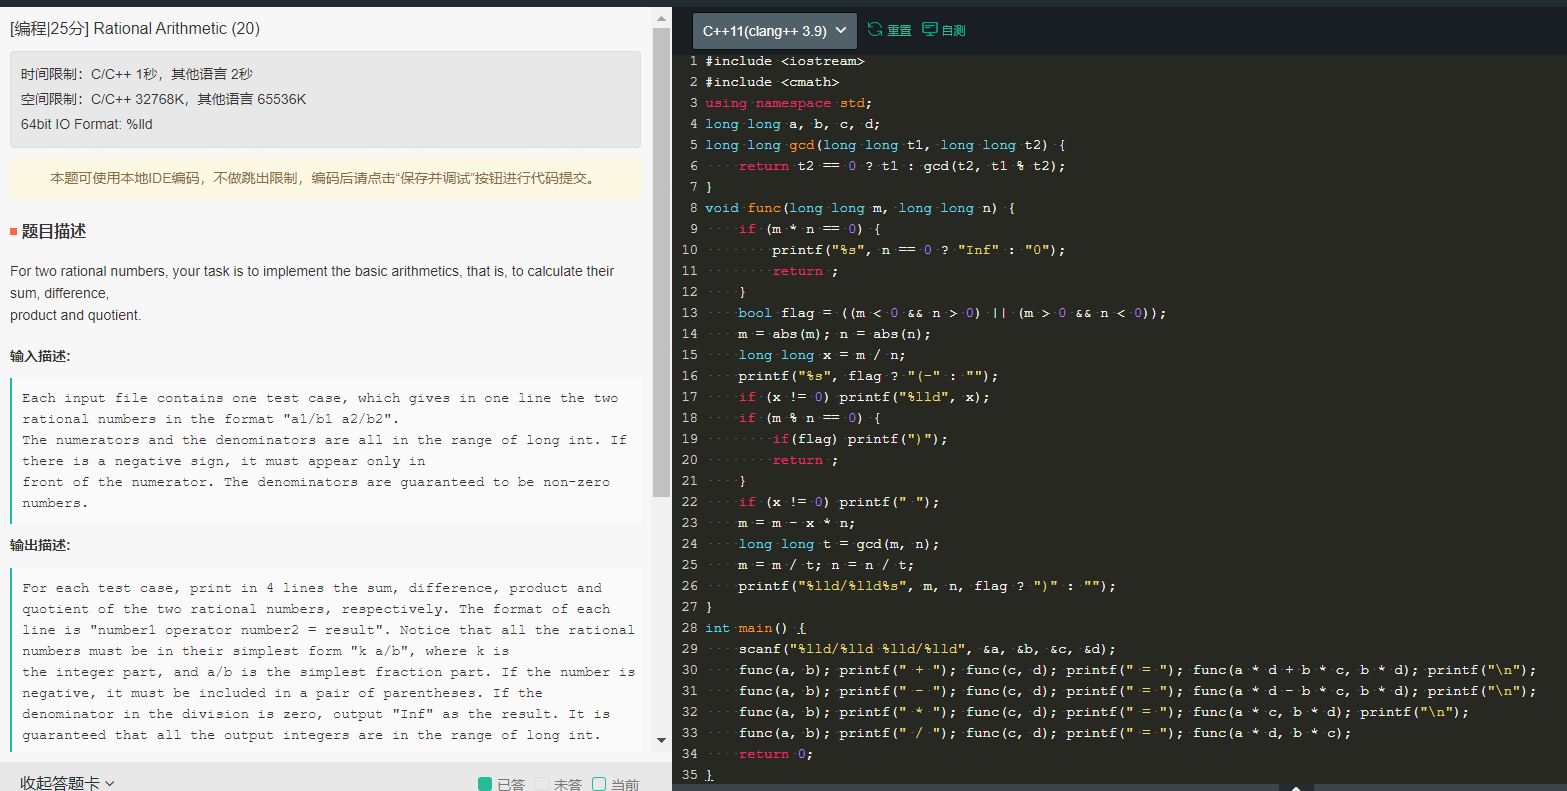 [编程|25分] Rational Arithmetic (20)
时间限制：C/C++ 1秒，其他语言 2秒
空间限制：C/C++ 32768K，其他语言 65536K
64bit IO Format: %lld
本题可使用本地IDE编码，不做跳出限制，编码后请点击“保存并调试”按钮进行代码提交。
题目描述
For two rational numbers, your task is to implement the basic arithmetics, that is, to calculate their
sum, difference,
product and quotient.
输入描述:
Each input file contains one test case, which gives in one line the two
rational numbers in the format "a1/b1 a2/b2".
The numerators and the denominators are all in the range of long int. If
there is a negative sign, it must appear only in
front of the numerator. The denominators are guaranteed to be non-zero
numbers.
输出描述:
For each test case, print in 4 lines the sum, difference, product and
quotient of the two rational numbers, respectively. The format of each
line is "number1 operator number2 = result". Notice that all the rational
numbers must be in their simplest form "k a/b", where k is
the integer part, and a/b is the simplest fraction part. If the number is
negative, it must be included in a pair of parentheses. If the
denominator in the division is zero, output "Inf" as the result. It is
guaranteed that all the output integers are in the range of long int.
收起答题卡
已答 未答 当前
C++11(clang++ 3.9) 重置 自测
1 #include <iostream>
2 #include <cmath>
3 using namespace std;
4 long long a, b, c, d;
5 long long gcd(long long t1, long long t2) {
6     return t2 == 0 ? t1 : gcd(t2, t1 % t2);
7 }
8 void func(long long m, long long n) {
9     if (m * n == 0) {
10         printf("%s", n == 0 ? "Inf" : "0");
11         return ;
12     }
13     bool flag = ((m < 0 && n > 0) || (m > 0 && n < 0));
14     m = abs(m); n = abs(n);
15     long long x = m / n;
16     printf("%s", flag ? "(-" : "");
17     if (x != 0) printf("%lld", x);
18     if (m % n == 0) {
19         if(flag) printf(")");
20         return ;
21     }
22     if (x != 0) printf(" ");
23     m = m - x * n;
24     long long t = gcd(m, n);
25     m = m / t; n = n / t;
26     printf("%lld/%lld%s", m, n, flag ? ")" : "");
27 }
28 int main() {
29     scanf("%lld/%lld %lld/%lld", &a, &b, &c, &d);
30     func(a, b); printf(" + "); func(c, d); printf(" = "); func(a * d + b * c, b * d); printf("\n");
31     func(a, b); printf(" - "); func(c, d); printf(" = "); func(a * d - b * c, b * d); printf("\n");
32     func(a, b); printf(" * "); func(c, d); printf(" = "); func(a * c, b * d); printf("\n");
33     func(a, b); printf(" / "); func(c, d); printf(" = "); func(a * d, b * c);
34     return 0;
35 }